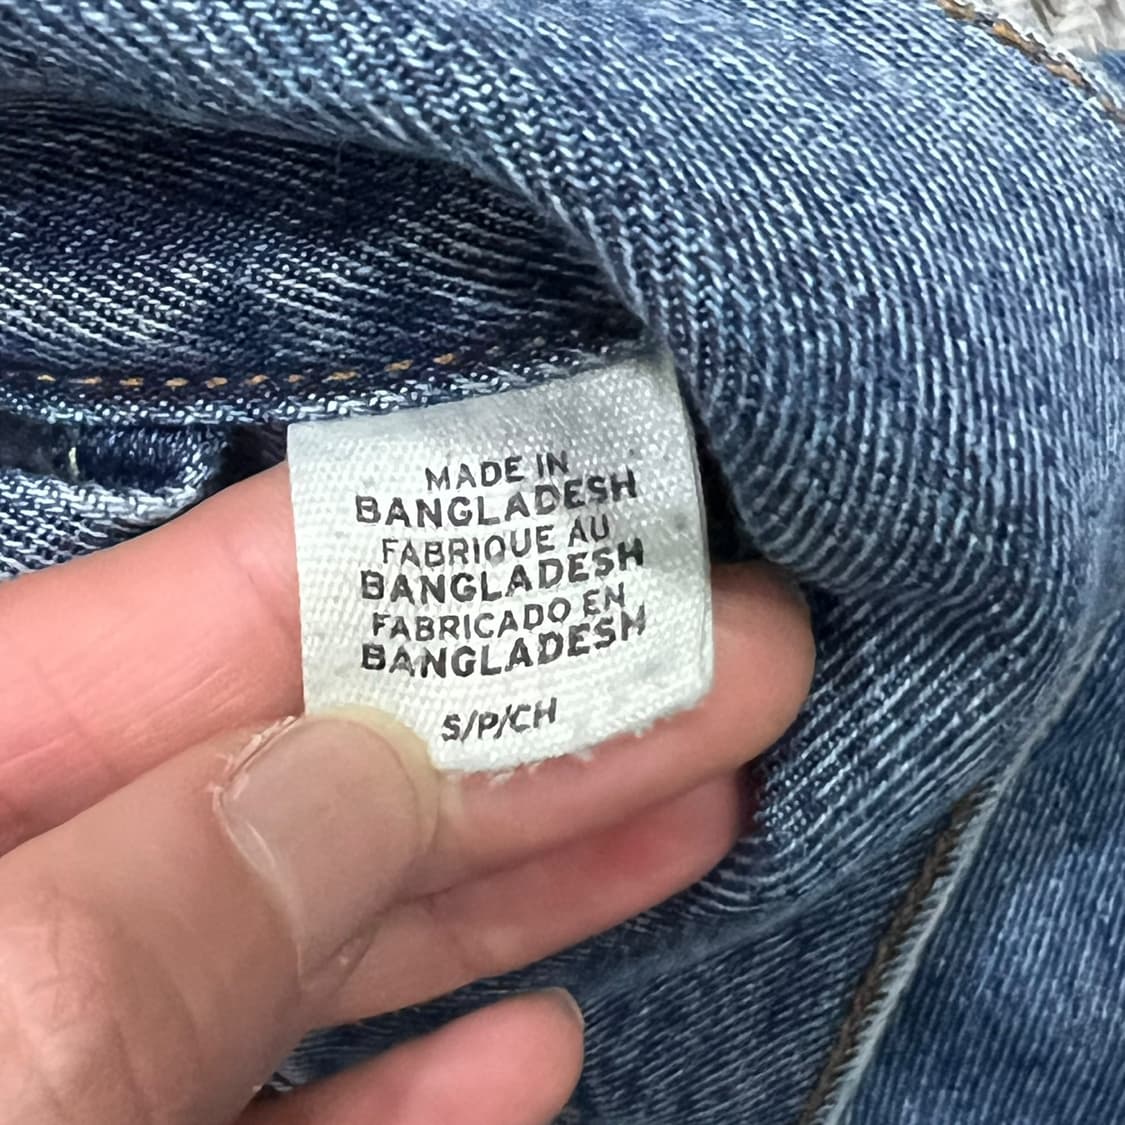 MADE IN
BANGLADESH
FABRIQUE AU
BANGLADESH
FABRICADO EN
BANGLADESH
S/P/CH